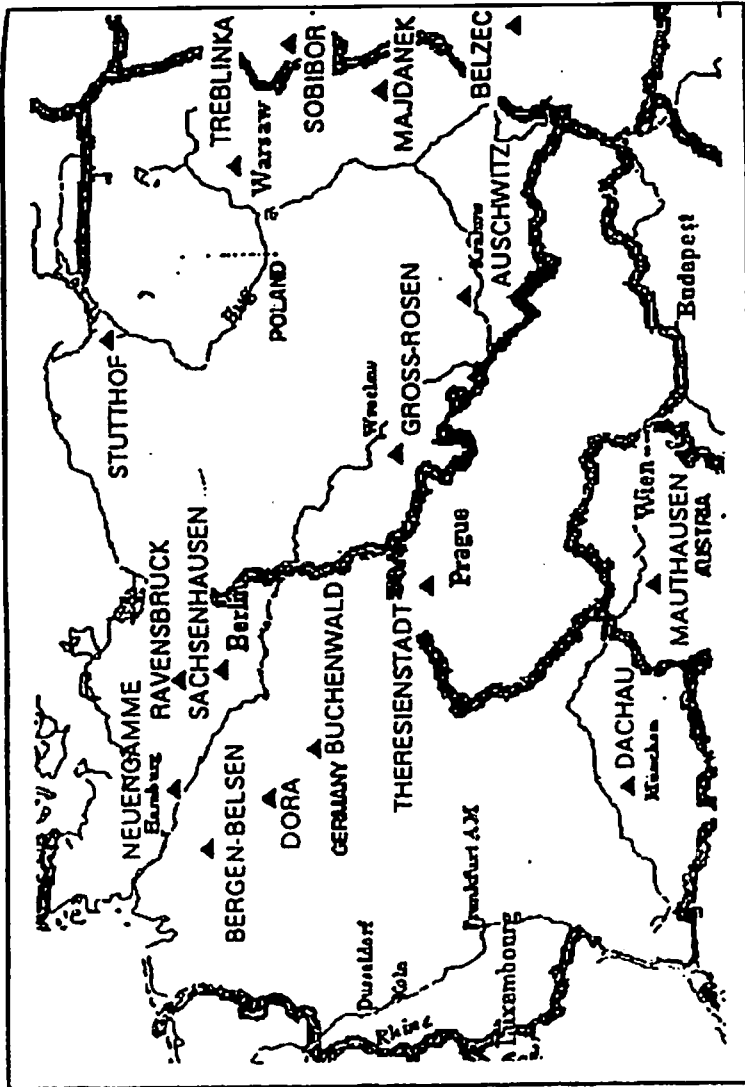 NEUENGAMME
Hamburg
RAVENSBRUCK
SACHSENHAUSEN
Berlin
STUTTHOF
BERGEN-BELSEN
DORA
GERMANY BUCHENWALD
Bug
POLAND
TREBLINKA
Warsaw
SOBIBOR
MAJDANEK
BELZEC
Dusseldorf
Koln
Rhine
Frankfurt A.M
Luxembourg
THERESIENSTADT
Prague
Wroclaw
GROSS-ROSEN
Krakow
AUSCHWITZ
DACHAU
München
Wien
MAUTHAUSEN
AUSTRIA
Budapest